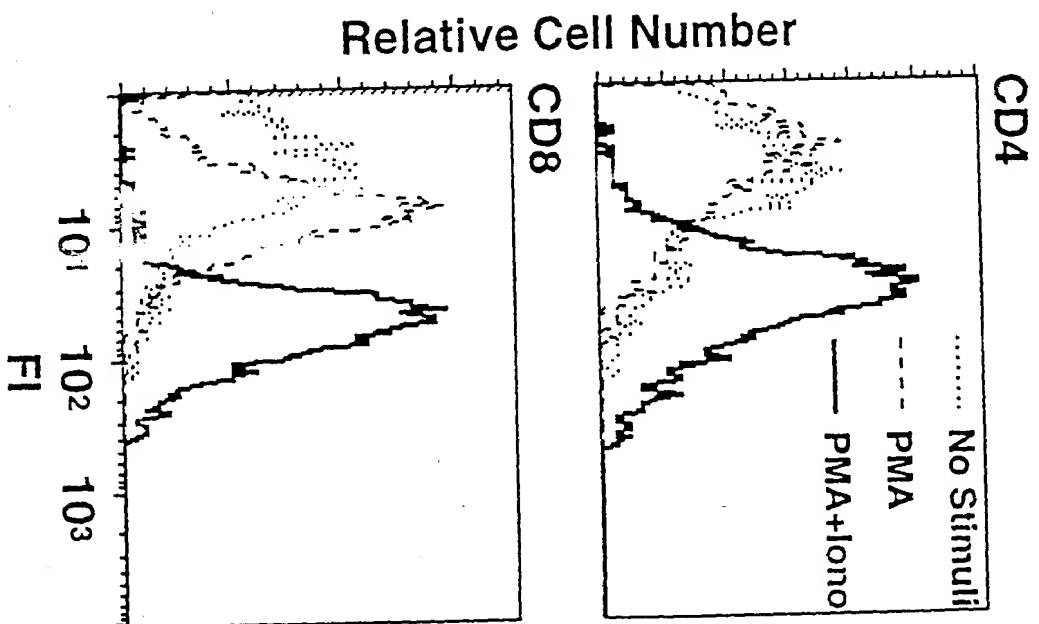 Relative Cell Number
CD4
No Stimuli
PMA
PMA+Iono
CD8
10¹
10²
10³
FI